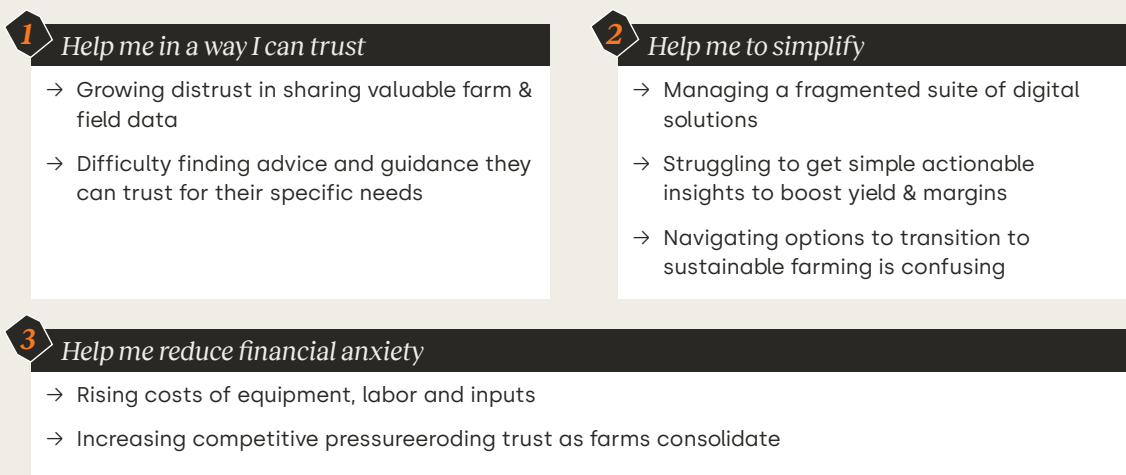 1
Help me in a way I can trust
→ Growing distrust in sharing valuable farm &
field data
→ Difficulty finding advice and guidance they
can trust for their specific needs
2
Help me to simplify
→ Managing a fragmented suite of digital
solutions
→ Struggling to get simple actionable
insights to boost yield & margins
→ Navigating options to transition to
sustainable farming is confusing
3
Help me reduce financial anxiety
→ Rising costs of equipment, labor and inputs
→ Increasing competitive pressureeroding trust as farms consolidate